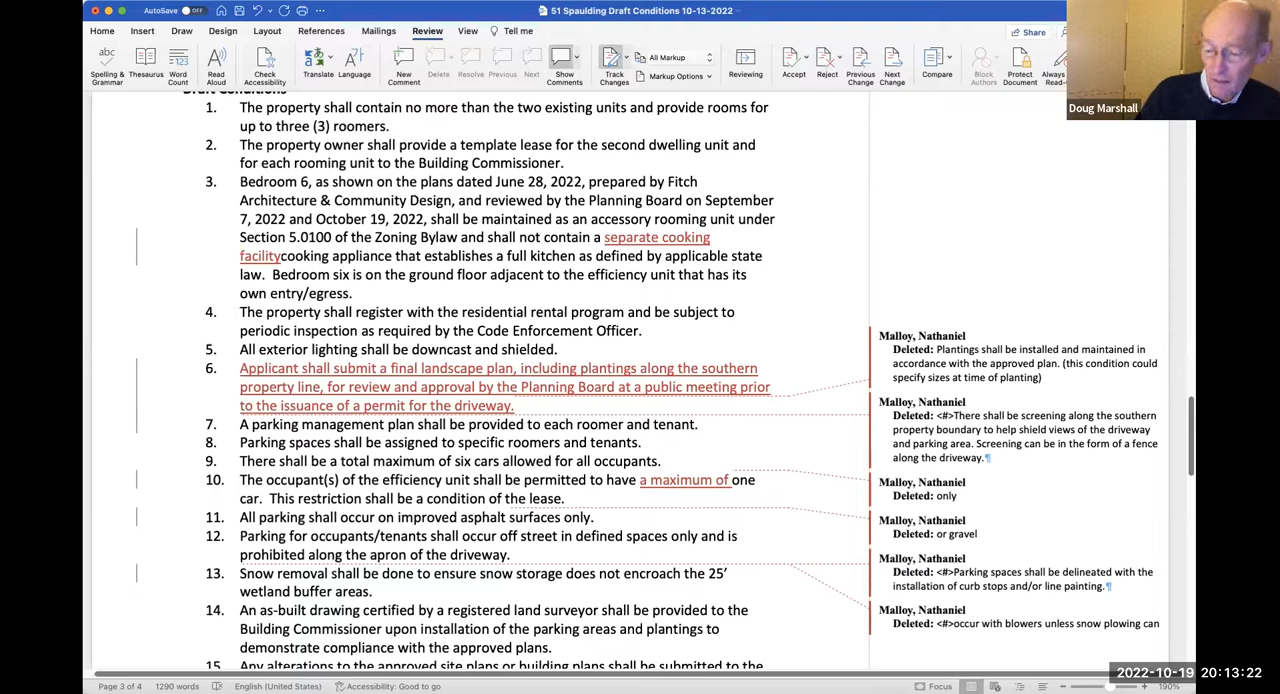 AutoSave OFF
51 Spaulding Draft Conditions 10-13-2022
Home Insert Draw Design Layout References Mailings Review View Tell me
Share
Spelling & Grammar
Thesaurus
Word Count
Read Aloud
Check Accessibility
Translate
Language
New Comment
Delete
Resolve
Previous
Next
Show Comments
Track Changes
All Markup
Markup Options
Reviewing
Accept
Reject
Previous Change
Next Change
Compare
Block Authors
Protect Document
Always
Doug Marshall
Draft Conditions
1. The property shall contain no more than the two existing units and provide rooms for
up to three (3) roomers.
2. The property owner shall provide a template lease for the second dwelling unit and
for each rooming unit to the Building Commissioner.
3. Bedroom 6, as shown on the plans dated June 28, 2022, prepared by Fitch
Architecture & Community Design, and reviewed by the Planning Board on September
7, 2022 and October 19, 2022, shall be maintained as an accessory rooming unit under
Section 5.0100 of the Zoning Bylaw and shall not contain a separate cooking
facilitycooking appliance that establishes a full kitchen as defined by applicable state
law. Bedroom six is on the ground floor adjacent to the efficiency unit that has its
own entry/egress.
4. The property shall register with the residential rental program and be subject to
periodic inspection as required by the Code Enforcement Officer.
5. All exterior lighting shall be downcast and shielded.
6. Applicant shall submit a final landscape plan, including plantings along the southern
property line, for review and approval by the Planning Board at a public meeting prior
to the issuance of a permit for the driveway.
7. A parking management plan shall be provided to each roomer and tenant.
8. Parking spaces shall be assigned to specific roomers and tenants.
9. There shall be a total maximum of six cars allowed for all occupants.
10. The occupant(s) of the efficiency unit shall be permitted to have a maximum of one
car. This restriction shall be a condition of the lease.
11. All parking shall occur on improved asphalt surfaces only.
12. Parking for occupants/tenants shall occur off street in defined spaces only and is
prohibited along the apron of the driveway.
13. Snow removal shall be done to ensure snow storage does not encroach the 25'
wetland buffer areas.
14. An as-built drawing certified by a registered land surveyor shall be provided to the
Building Commissioner upon installation of the parking areas and plantings to
demonstrate compliance with the approved plans.
15. Any alterations to the approved site plans or building plans shall be submitted to the
Malloy, Nathaniel
Deleted: Plantings shall be installed and maintained in
accordance with the approved plan. (this condition could
specify sizes at time of planting)
Malloy, Nathaniel
Deleted: <#>There shall be screening along the southern
property boundary to help shield views of the driveway
and parking area. Screening can be in the form of a fence
along the driveway.¶
Malloy, Nathaniel
Deleted: only
Malloy, Nathaniel
Deleted: or gravel
Malloy, Nathaniel
Deleted: <#>Parking spaces shall be delineated with the
installation of curb stops and/or line painting.¶
Malloy, Nathaniel
Deleted: <#>occur with blowers unless snow plowing can
Page 3 of 4 1290 words English (United States) Accessibility: Good to go
Focus
190%
2022-10-19 20:13:22